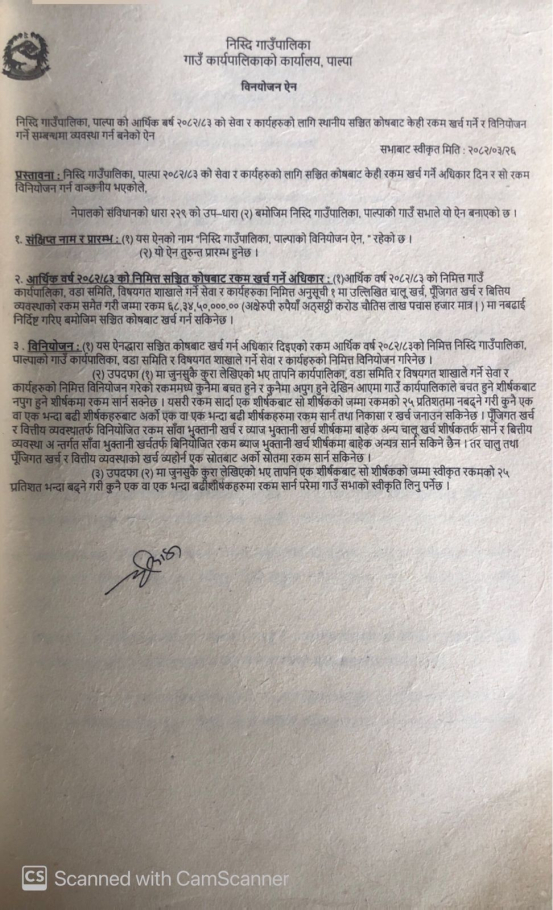 निस्दि गाउँपालिका
गाउँ कार्यपालिकाको कार्यालय, पाल्पा
विनयोजन ऐन
निस्दि गाउँपालिका, पाल्पा को आर्थिक बर्ष २०८२/८३ को सेवा र कार्यहरुको लागि स्थानीय सञ्चित कोषबाट केही रकम खर्च गर्ने र विनियोजन
गर्ने सम्बन्धमा व्यवस्था गर्न बनेको ऐन
सभाबाट स्वीकृत मिति : २०८२/०३/२६
प्रस्तावना : निस्दि गाउँपालिका, पाल्पा २०८२/८३ को सेवा र कार्यहरुको लागि सञ्चित कोषबाट केही रकम खर्च गर्ने अधिकार दिन र सो रकम
विनियोजन गर्न वाञ्छनीय भएकोले,
नेपालको संविधानको धारा २२९ को उप–धारा (२) बमोजिम निस्दि गाउँपालिका, पाल्पाको गाउँ सभाले यो ऐन बनाएको छ ।
१. संक्षिप्त नाम र प्रारम्भ : (१) यस ऐनको नाम "निस्दि गाउँपालिका, पाल्पाको विनियोजन ऐन, " रहेको छ ।
(२) यो ऐन तुरुन्त प्रारम्भ हुनेछ ।
२. आर्थिक वर्ष २०८२/८३ को निमित्त सञ्चित कोषबाट रकम खर्च गर्ने अधिकार : (१)आर्थिक वर्ष २०८२/८३ को निमित्त गाउँ
कार्यपालिका, वडा समिति, विषयगत शाखाले गर्ने सेवा र कार्यहरुका निमित्त अनुसूची १ मा उल्लिखित चालू खर्च, पूँजिगत खर्च र बित्तिय
व्यवस्थाको रकम समेत गरी जम्मा रकम ६८,३४,५०,०००.०० (अक्षेरुपी रुपैयाँ अठ्सट्ठी करोड चोतिस लाख पचास हजार मात्र|) मा नबढाई
निर्दिष्ट गरिए बमोजिम सञ्चित कोषबाट खर्च गर्न सकिनेछ ।
३ . विनियोजन : (१) यस ऐनद्धारा सञ्चित कोषबाट खर्च गर्न अधिकार दिइएको रकम आर्थिक वर्ष २०८२/८३को निमित्त निस्दि गाउँपालिका,
पाल्पाको गाउँ कार्यपालिका, वडा समिति र विषयगत शाखाले गर्ने सेवा र कार्यहरुको निमित्त विनियोजन गरिनेछ ।
(२) उपदफा (१) मा जुनसुकै कुरा लेखिएको भए तापनि कार्यपालिका, वडा समिति र विषयगत शाखाले गर्ने सेवा र
कार्यहरुको निमित्त विनियोजन गरेको रकममध्ये कुनैमा बचत हुने र कुनैमा अपुग हुने देखिन आएमा गाउँ कार्यपालिकाले बचत हुने शीर्षकबाट
नपुग हुने शीर्षकमा रकम सार्न सक्नेछ । यसरी रकम सार्दा एक शीर्षकबाट सो शीर्षकको जम्मा रकमको २५ प्रतिशतमा नबढ्ने गरी कुनै एक
वा एक भन्दा बढी शीर्षकहरुबाट अर्को एक वा एक भन्दा बढी शीर्षकहरुमा रकम सार्न तथा निकासा र खर्च जनाउन सकिनेछ । पूँजिगत खर्च
र वित्तीय व्यवस्थातर्फ विनियोजित रकम साँवा भुक्तानी खर्च र व्याज भुक्तानी खर्च शीर्षकमा बाहेक अन्य चालू खर्च शीर्षकतर्फ सार्न र बित्तीय
व्यवस्था अ न्तर्गत साँवा भुक्तानी खर्चतर्फ बिनियोजित रकम ब्याज भुक्तानी खर्च शीर्षकमा बाहेक अन्यत्र सार्न सकिने छैन । तर चालु तथा
पूँजिगत खर्च र वित्तीय व्यवस्थाको खर्च व्यहोर्न एक स्रोतबाट अर्को स्रोतमा रकम सार्न सकिनेछ ।
(३) उपदफा (२) मा जुनसुकै कुरा लेखिएको भए तापनि एक शीर्षकबाट सो शीर्षकको जम्मा स्वीकृत रकमको २५
प्रतिशत भन्दा बढ्ने गरी कुनै एक वा एक भन्दा बढीशीर्षकहरुमा रकम सार्न परेमा गाउँ सभाको स्वीकृति लिनु पर्नेछ ।
CS Scanned with CamScanner